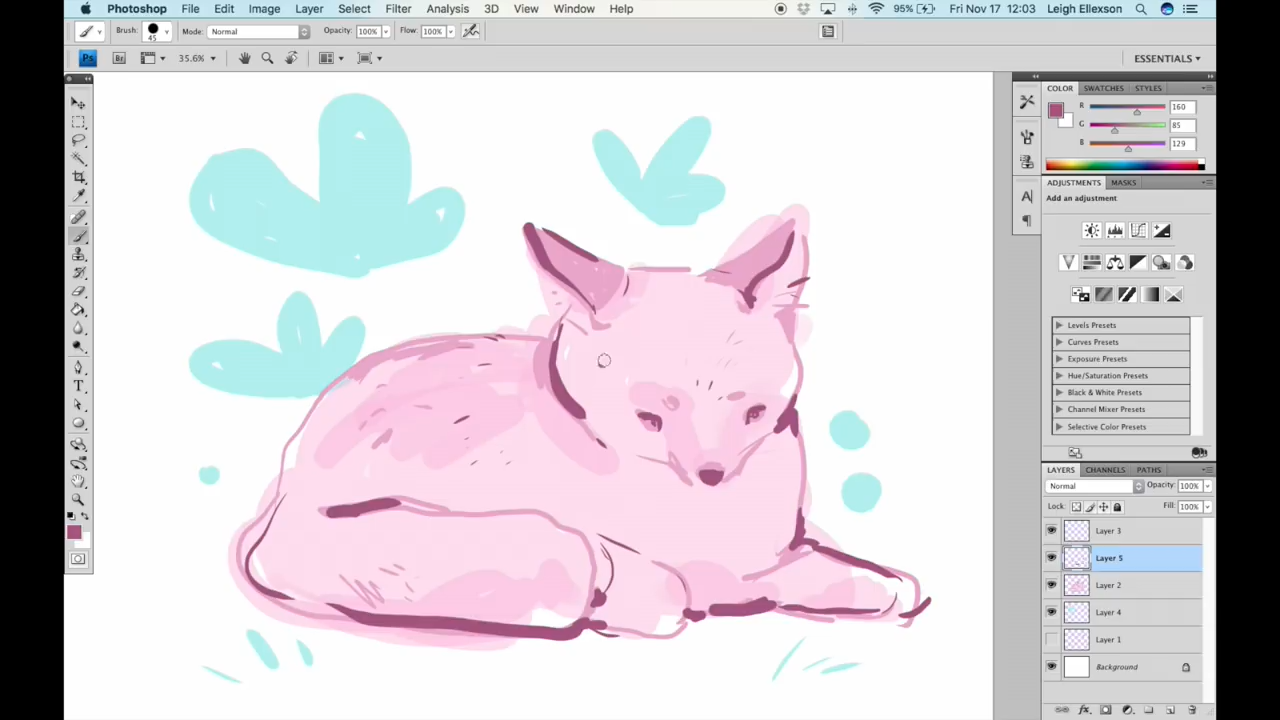 Photoshop File Edit Image Layer Select Filter Analysis 3D View Window Help 95% Fri Nov 17 12:03 Leigh Ellexson
Brush: 45 Mode: Normal Opacity: 100% Flow: 100%
Ps Br 35.6% ESSENTIALS
COLOR SWATCHES STYLES
R 160
G 85
B 129
ADJUSTMENTS MASKS
Add an adjustment
Levels Presets
Curves Presets
Exposure Presets
Hue/Saturation Presets
Black & White Presets
Channel Mixer Presets
Selective Color Presets
LAYERS CHANNELS PATHS
Normal Opacity: 100%
Lock: Fill: 100%
Layer 3
Layer 5
Layer 2
Layer 4
Layer 1
Background